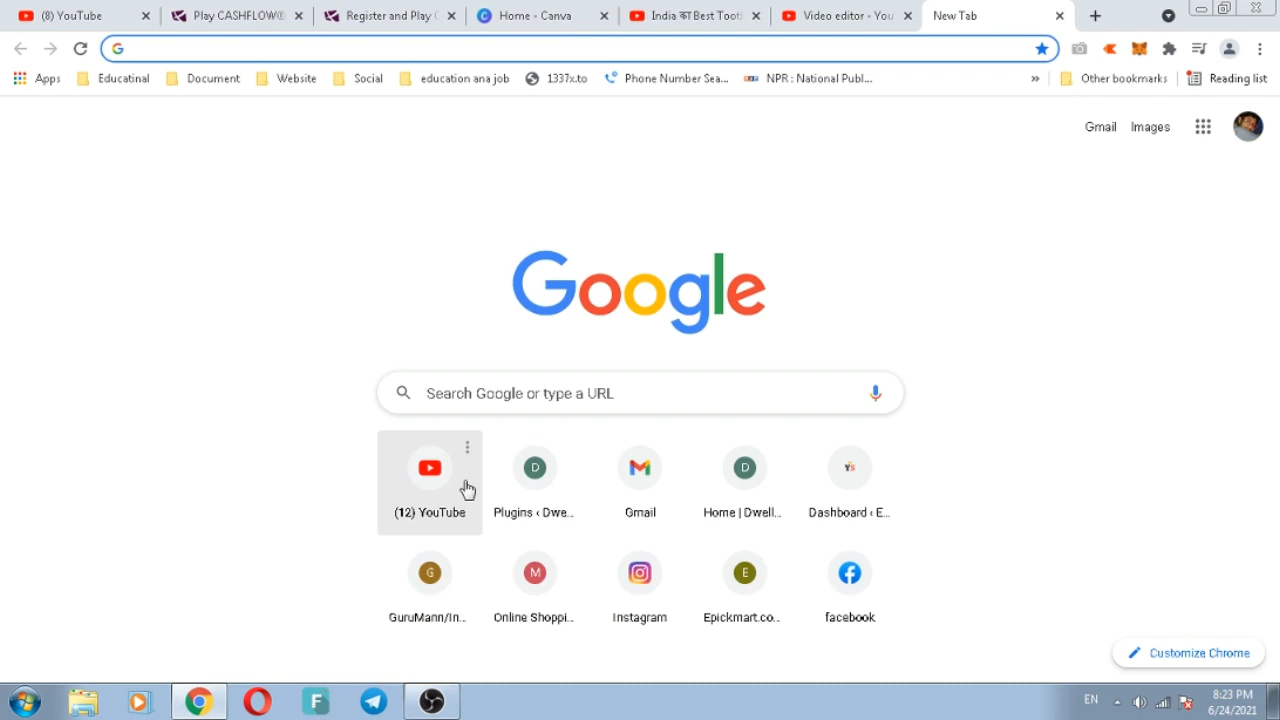 (8) YouTube
Play CASHFLOW®
Register and Play C
Home - Canva
India का Best Toot
Video editor - You
New Tab
Apps
Educatinal
Document
Website
Social
education ana job
1337x.to
Phone Number Sea...
NPR : National Publ...
»
Other bookmarks
Reading list
Gmail
Images
Google
Search Google or type a URL
(12) YouTube
D
Plugins ‹ Dwe...
Gmail
D
Home | Dwell...
YS
Dashboard ‹ E...
G
GuruMann/In...
M
Online Shoppi...
Instagram
E
Epickmart.co...
facebook
Customize Chrome
F
EN
8:23 PM
6/24/2021